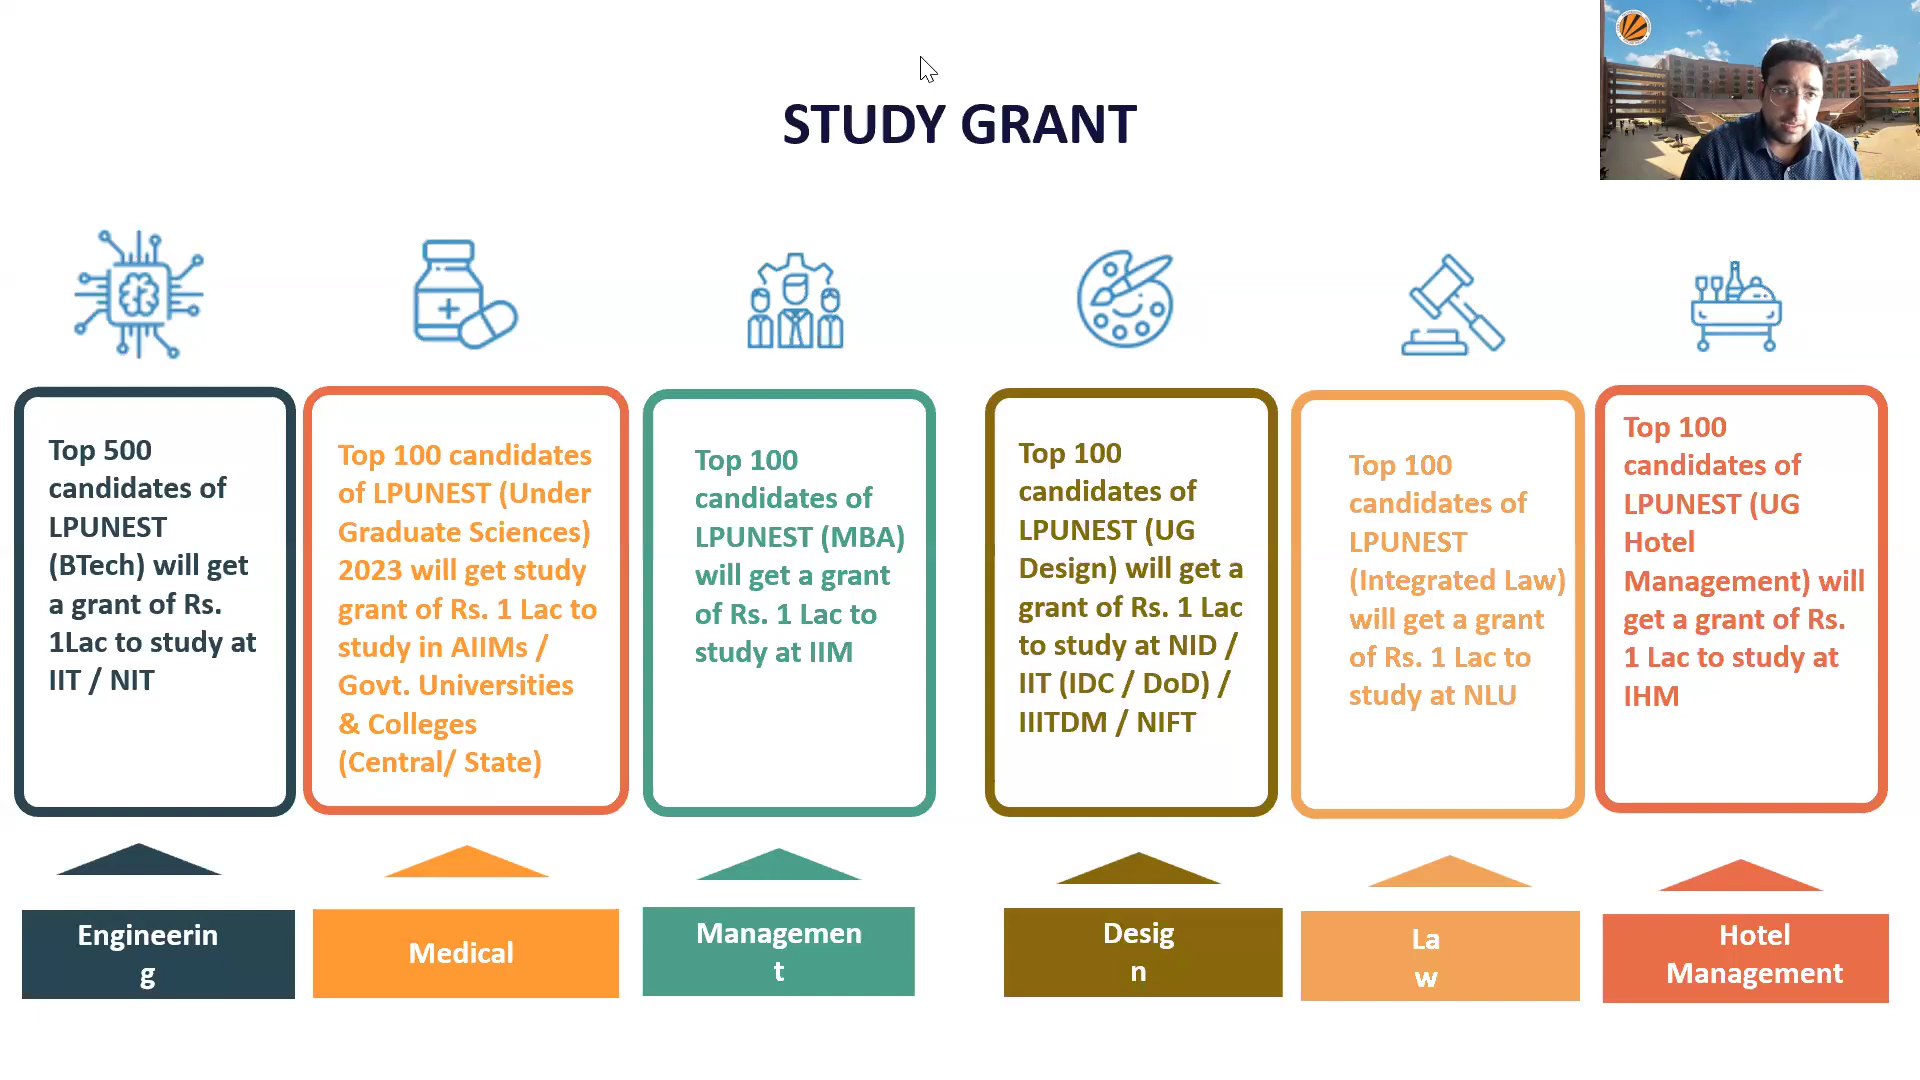 STUDY GRANT
Top 500
candidates of
LPUNEST
(BTech) will get
a grant of Rs.
1Lac to study at
IIT / NIT
Top 100 candidates
of LPUNEST (Under
Graduate Sciences)
2023 will get study
grant of Rs. 1 Lac to
study in AIIMs /
Govt. Universities
& Colleges
(Central/ State)
Top 100
candidates of
LPUNEST (MBA)
will get a grant
of Rs. 1 Lac to
study at IIM
Top 100
candidates of
LPUNEST (UG
Design) will get a
grant of Rs. 1 Lac
to study at NID /
IIT (IDC / DoD) /
IIITDM / NIFT
Top 100
candidates of
LPUNEST
(Integrated Law)
will get a grant
of Rs. 1 Lac to
study at NLU
Top 100
candidates of
LPUNEST (UG
Hotel
Management) will
get a grant of Rs.
1 Lac to study at
IHM
Engineerin
g
Medical
Managemen
t
Desig
n
La
w
Hotel
Management